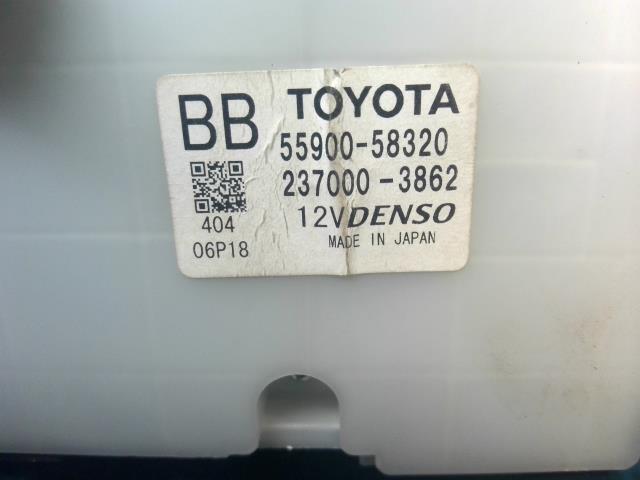 BB TOYOTA
55900-58320
237000-3862
404 12V DENSO
06P18 MADE IN JAPAN